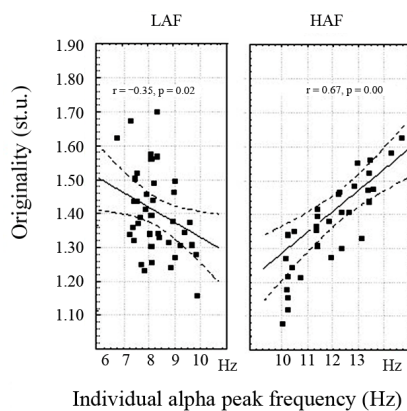 LAF
HAF
Originality (st.u.)
1.90
1.80
1.70
1.60
1.50
1.40
1.30
1.20
1.10
r = −0.35, p = 0.02
r = 0.67, p = 0.00
6 7 8 9 10 Hz
10 11 12 13 Hz
Individual alpha peak frequency (Hz)